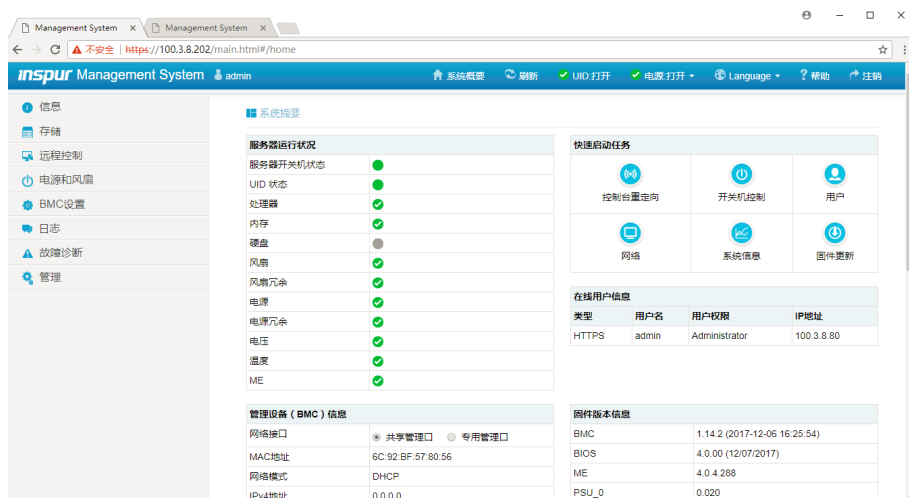 Management System
Management System
不安全 | https://100.3.8.202/main.html#/home
inspur Management System admin 系统概要 刷新 UID:打开 电源:打开 Language 帮助 注销
信息
存储
远程控制
电源和风扇
BMC设置
日志
故障诊断
管理
系统摘要
服务器运行状况
服务器开关机状态
UID 状态
处理器
内存
硬盘
风扇
风扇冗余
电源
电源冗余
电压
温度
ME
快速启动任务
控制台重定向 开关机控制 用户
网络 系统信息 固件更新
在线用户信息
类型 用户名 用户权限 IP地址
HTTPS admin Administrator 100.3.8.80
管理设备（BMC）信息
网络接口 共享管理口 专用管理口
MAC地址 6C:92:BF:57:80:56
网络模式 DHCP
IPv4地址 0.0.0.0
固件版本信息
BMC 1.14.2 (2017-12-06 16:25:54)
BIOS 4.0.00 (12/07/2017)
ME 4.0.4.288
PSU_0 0.020